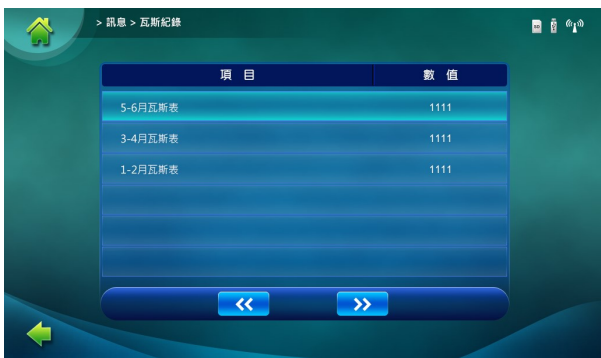 > 訊息 > 瓦斯紀錄
項目 數值
5-6月瓦斯表 1111
3-4月瓦斯表 1111
1-2月瓦斯表 1111